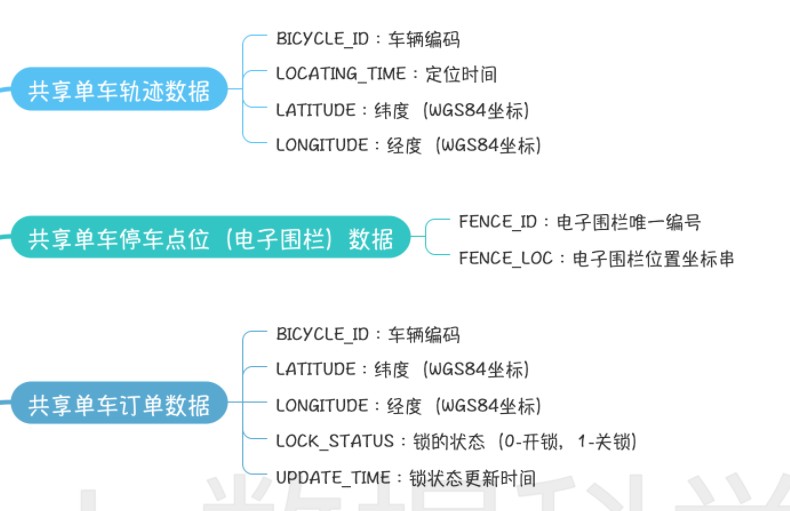 共享单车轨迹数据
BICYCLE_ID：车辆编码
LOCATING_TIME：定位时间
LATITUDE：纬度（WGS84坐标）
LONGITUDE：经度（WGS84坐标）
共享单车停车点位（电子围栏）数据
FENCE_ID：电子围栏唯一编号
FENCE_LOC：电子围栏位置坐标串
共享单车订单数据
BICYCLE_ID：车辆编码
LATITUDE：纬度（WGS84坐标）
LONGITUDE：经度（WGS84坐标）
LOCK_STATUS：锁的状态（0-开锁，1-关锁）
UPDATE_TIME：锁状态更新时间